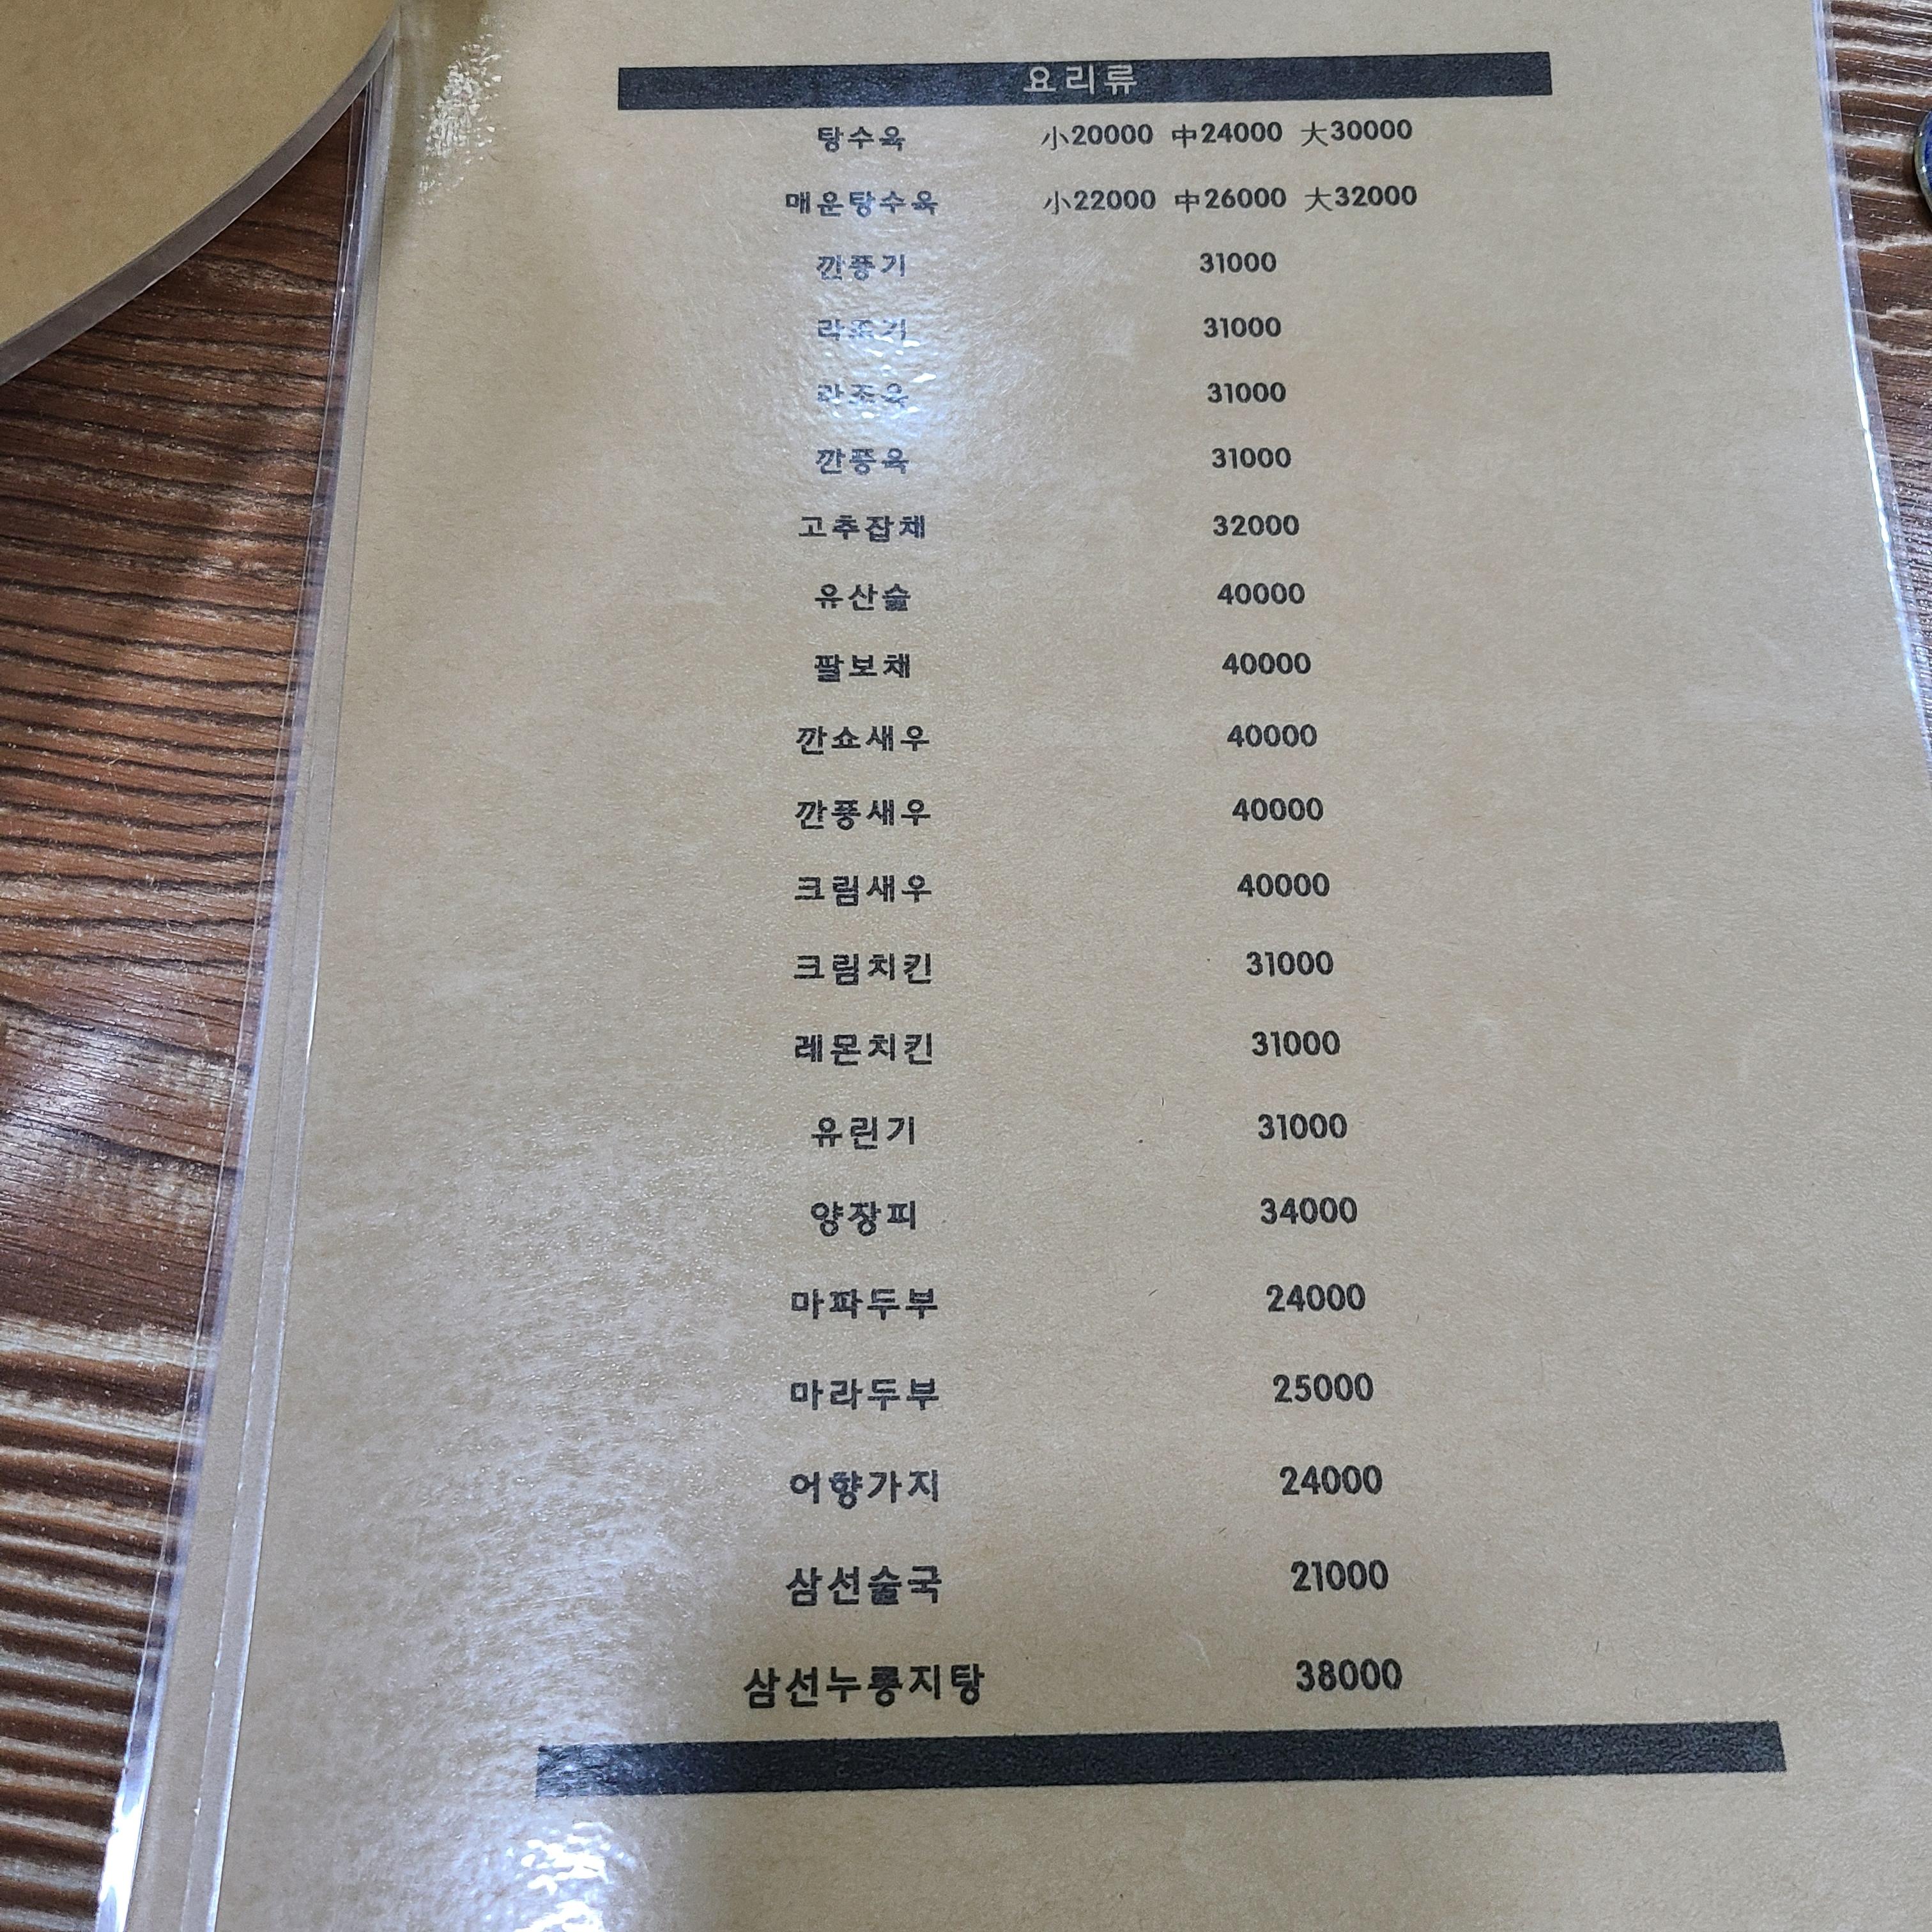 요리류
탕수육 小20000 中24000 大30000
매운탕수육 小22000 中26000 大32000
깐풍기 31000
라조기 31000
라조육 31000
깐풍육 31000
고추잡채 32000
유산슬 40000
팔보채 40000
깐쇼새우 40000
깐풍새우 40000
크림새우 40000
크림치킨 31000
레몬치킨 31000
유린기 31000
양장피 34000
마파두부 24000
마라두부 25000
어향가지 24000
삼선술국 21000
삼선누룽지탕 38000